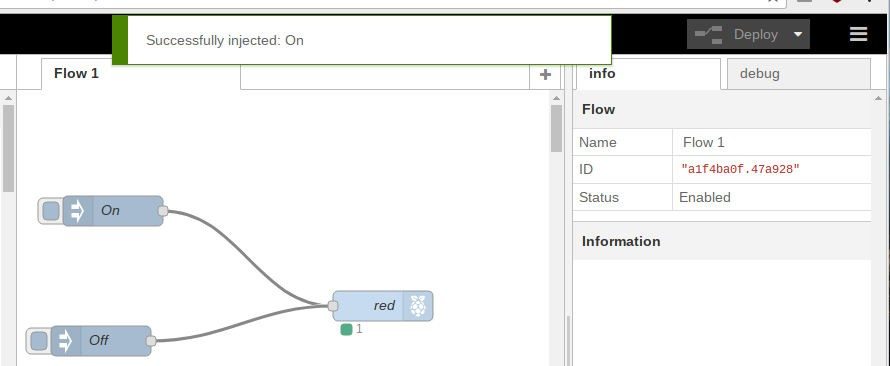 Successfully injected: On
Deploy
Flow 1
info
debug
Flow
Name Flow 1
ID "a1f4ba0f.47a928"
Status Enabled
Information
On
red
1
Off